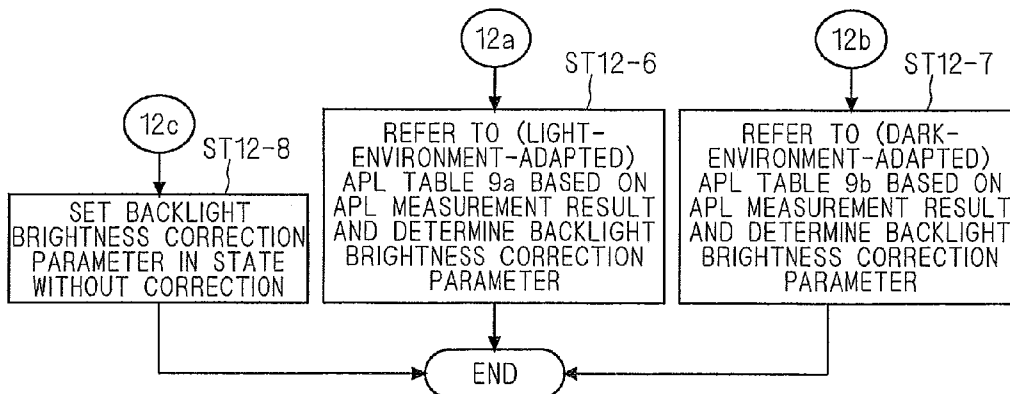 12c
ST12-8
SET BACKLIGHT
BRIGHTNESS CORRECTION
PARAMETER IN STATE
WITHOUT CORRECTION
12a
ST12-6
REFER TO (LIGHT-
ENVIRONMENT-ADAPTED)
APL TABLE 9a BASED ON
APL MEASUREMENT RESULT
AND DETERMINE BACKLIGHT
BRIGHTNESS CORRECTION
PARAMETER
12b
ST12-7
REFER TO (DARK-
ENVIRONMENT-ADAPTED)
APL TABLE 9b BASED ON
APL MEASUREMENT RESULT
AND DETERMINE BACKLIGHT
BRIGHTNESS CORRECTION
PARAMETER
END